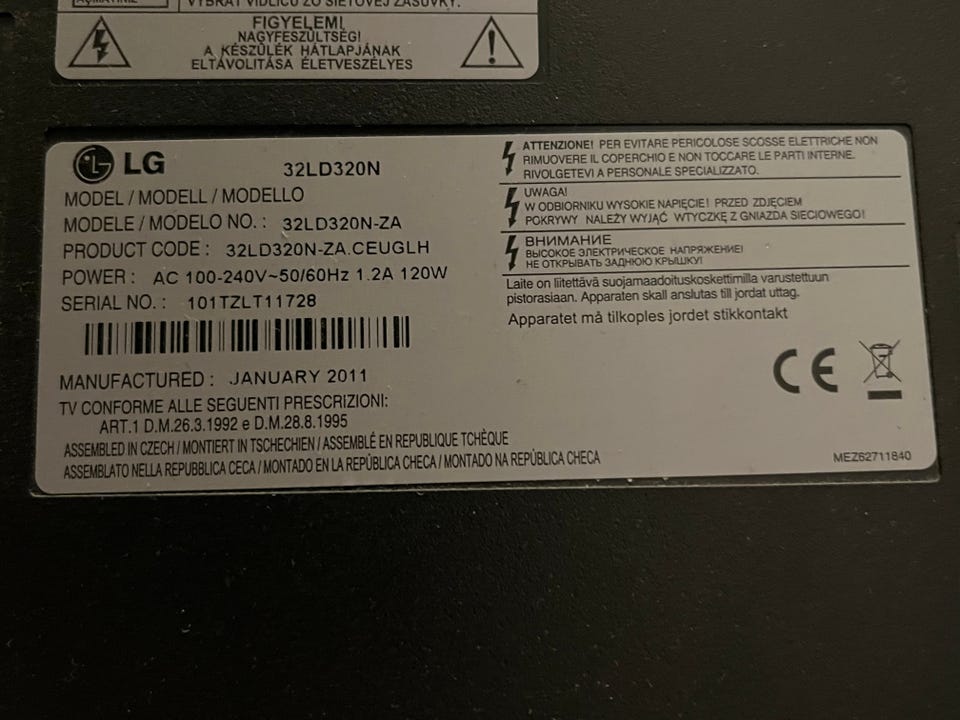 VYBRAŤ VIDLICU ZO SIEŤOVEJ ZÁSUVKY.
FIGYELEM!
NAGYFESZÜLTSÉG!
A KÉSZÜLÉK HÁTLAPJÁNAK
ELTÁVOLITÁSA ÉLETVESZÉLYES
LG 32LD320N
MODEL / MODELL / MODELLO
MODELE / MODELO NO. : 32LD320N-ZA
PRODUCT CODE : 32LD320N-ZA.CEUGLH
POWER : AC 100-240V~50/60Hz 1.2A 120W
SERIAL NO. : 101TZLT11728
MANUFACTURED : JANUARY 2011
TV CONFORME ALLE SEGUENTI PRESCRIZIONI:
ART.1 D.M.26.3.1992 e D.M.28.8.1995
ASSEMBLED IN CZECH / MONTIERT IN TSCHECHIEN / ASSEMBLÉ EN REPUBLIQUE TCHÈQUE
ASSEMBLATO NELLA REPUBBLICA CECA / MONTADO EN LA REPÚBLICA CHECA / MONTADO NA REPÚBLICA CHECA
ATTENZIONE! PER EVITARE PERICOLOSE SCOSSE ELETTRICHE NON
RIMUOVERE IL COPERCHIO E NON TOCCARE LE PARTI INTERNE.
RIVOLGETEVI A PERSONALE SPECIALIZZATO.
UWAGA!
W ODBIORNIKU WYSOKIE NAPIĘCIE! PRZED ZDJĘCIEM
POKRYWY NALEŻY WYJĄĆ WTYCZKĘ Z GNIAZDA SIECIOWEGO!
ВНИМАНИЕ
ВЫСОКОЕ ЭЛЕКТРИЧЕСКОЕ НАПРЯЖЕНИЕ!
НЕ ОТКРЫВАТЬ ЗАДНЮЮ КРЫШКУ!
Laite on liitettävä suojamaadoituskoskettimilla varustettuun
pistorasiaan. Apparaten skall anslutas till jordat uttag.
Apparatet må tilkoples jordet stikkontakt
CE
MEZ62711840